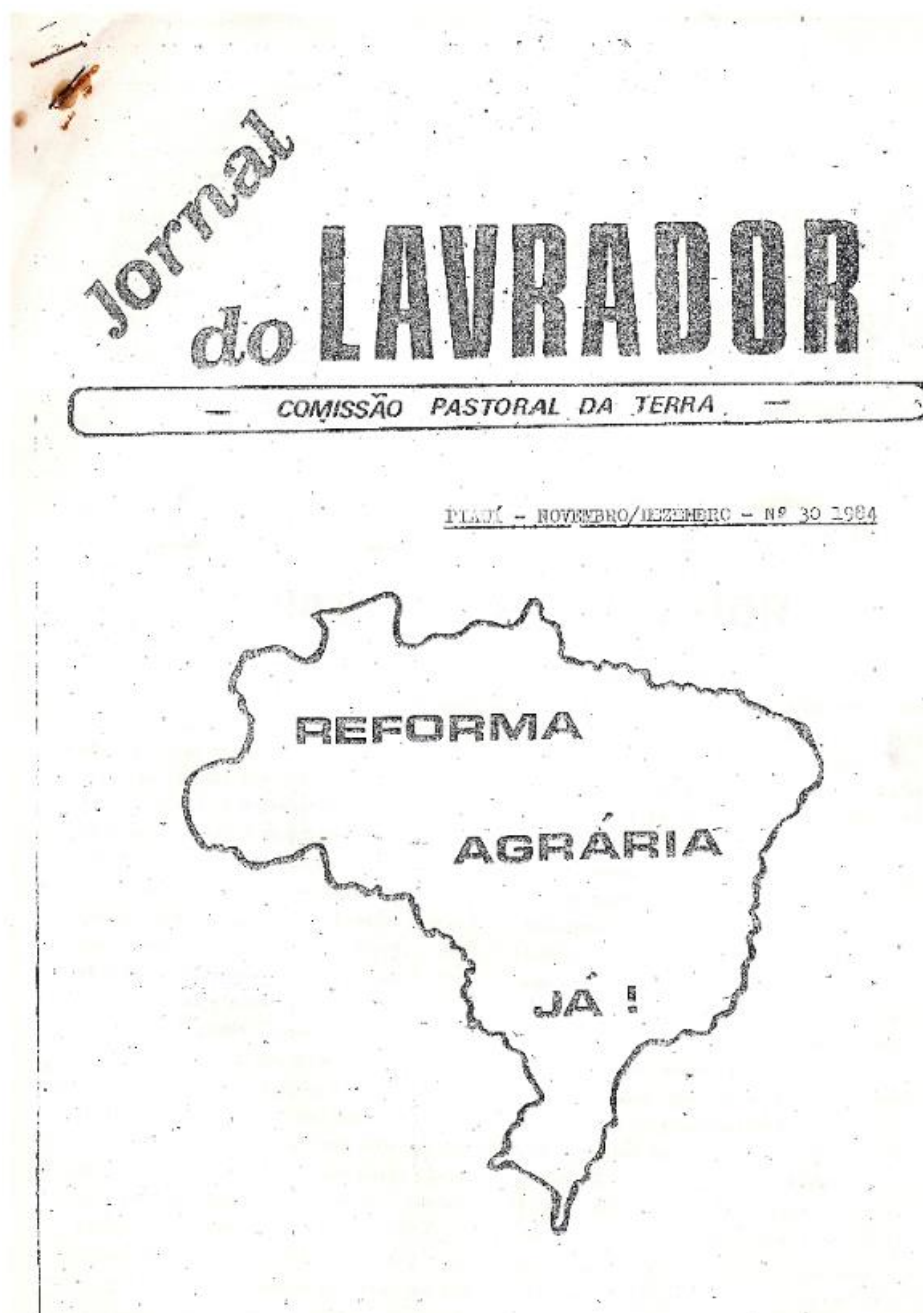 Jornal
do LAVRADOR
— COMISSÃO PASTORAL DA TERRA —
PIAUÍ - NOVEMBRO/DEZEMBRO - Nº 30 1984
REFORMA
AGRÁRIA
JÁ !